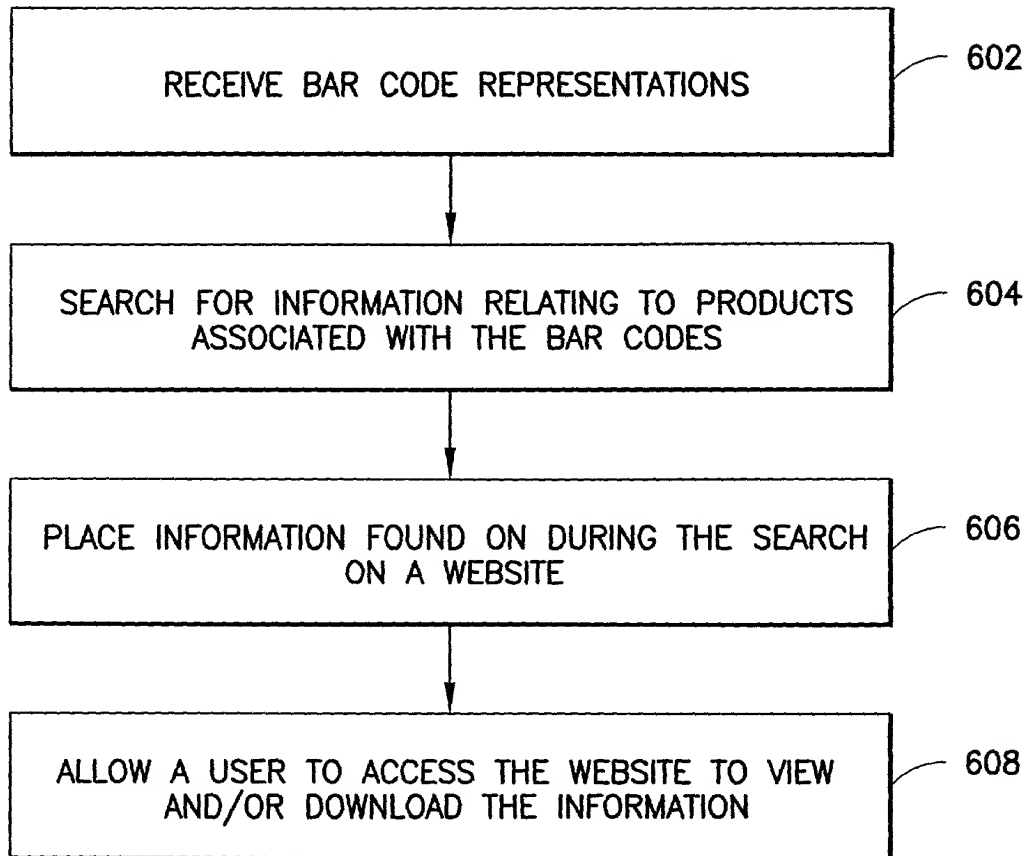 RECEIVE BAR CODE REPRESENTATIONS
602
SEARCH FOR INFORMATION RELATING TO PRODUCTS
ASSOCIATED WITH THE BAR CODES
604
PLACE INFORMATION FOUND ON DURING THE SEARCH
ON A WEBSITE
606
ALLOW A USER TO ACCESS THE WEBSITE TO VIEW
AND/OR DOWNLOAD THE INFORMATION
608